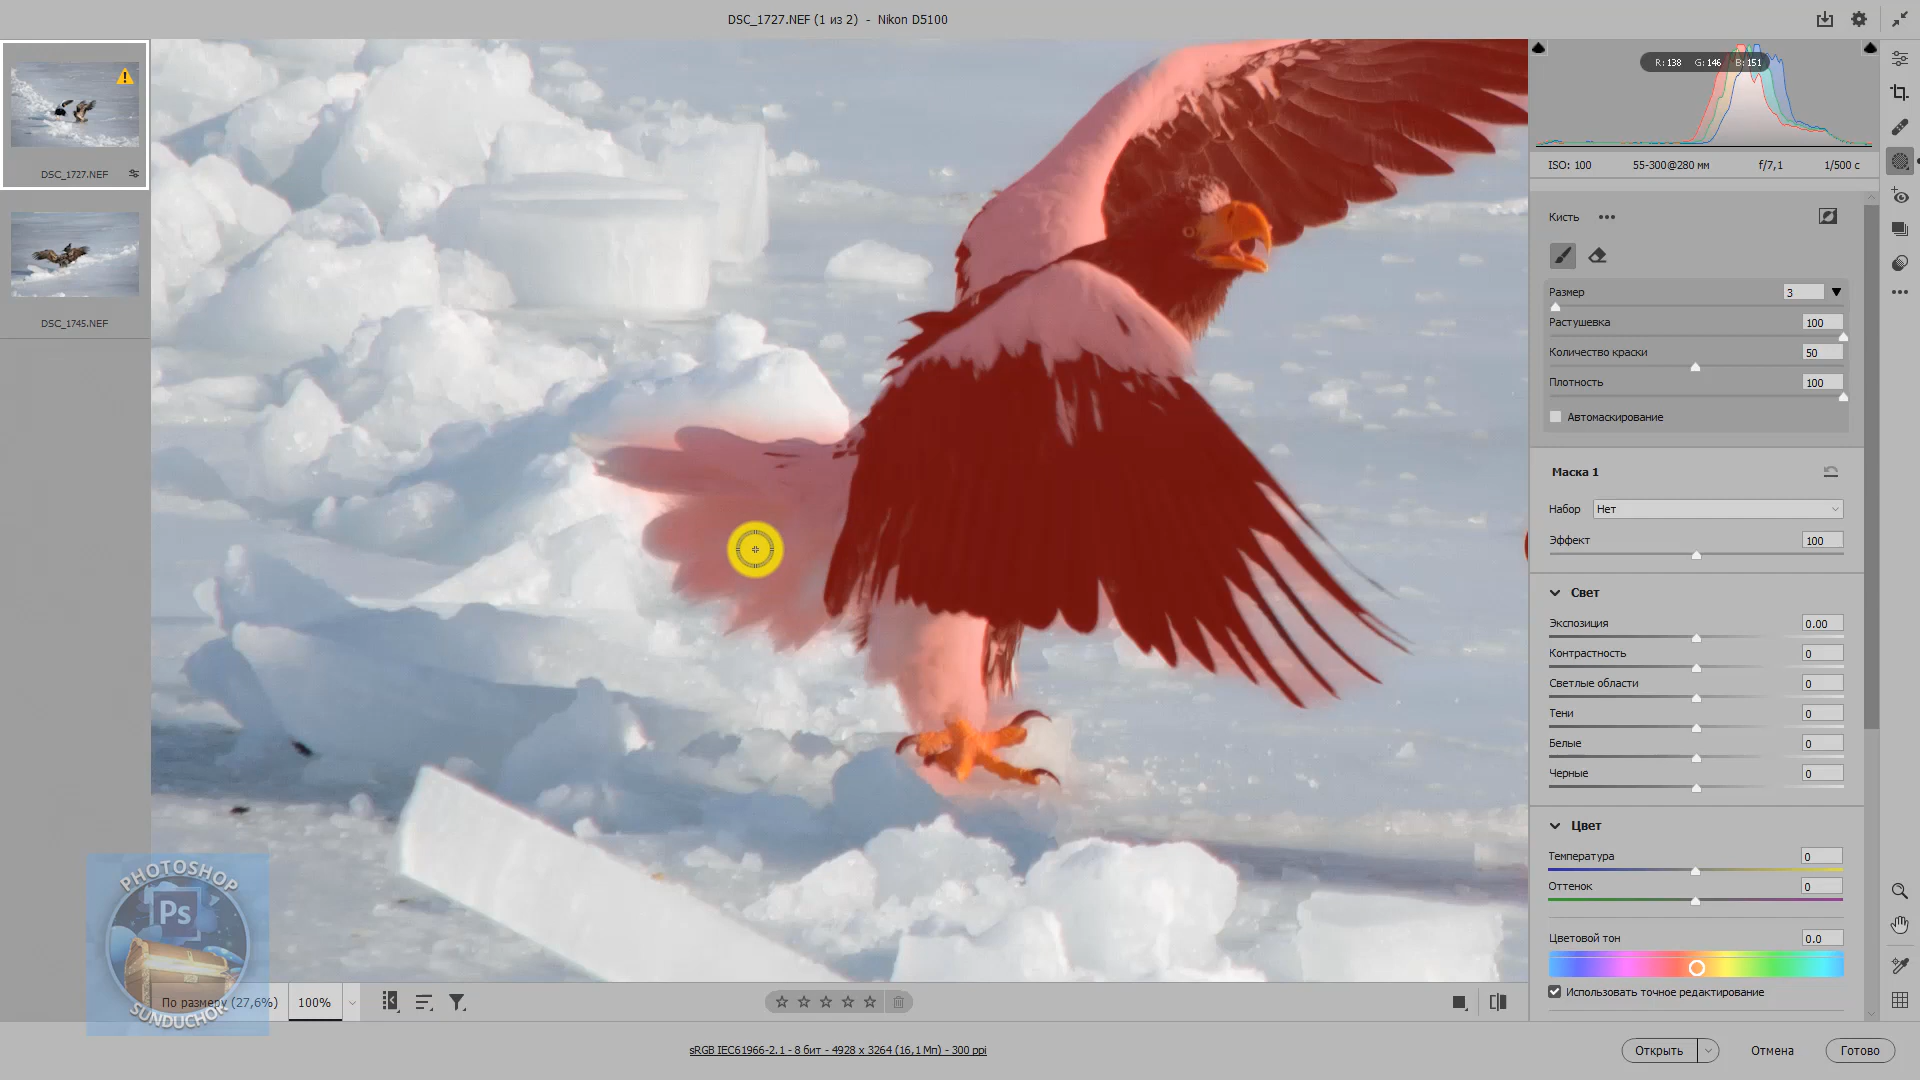 DSC_1727.NEF (1 из 2) - Nikon D5100
R: 138 G: 146 B: 151
ISO: 100 55-300@280 мм f/7,1 1/500 с
DSC_1727.NEF
DSC_1745.NEF
Кисть
Размер 3
Растушевка 100
Количество краски 50
Плотность 100
Автомаскирование
Маска 1
Набор Нет
Эффект 100
Свет
Экспозиция 0.00
Контрастность 0
Светлые области 0
Тени 0
Белые 0
Черные 0
Цвет
Температура 0
Оттенок 0
Цветовой тон 0.0
Использовать точное редактирование
PHOTOSHOP
Ps
SUNDUCHOK
По размеру (27,6%) 100%
sRGB IEC61966-2.1 - 8 бит - 4928 x 3264 (16,1 Мп) - 300 ppi
Открыть Отмена Готово